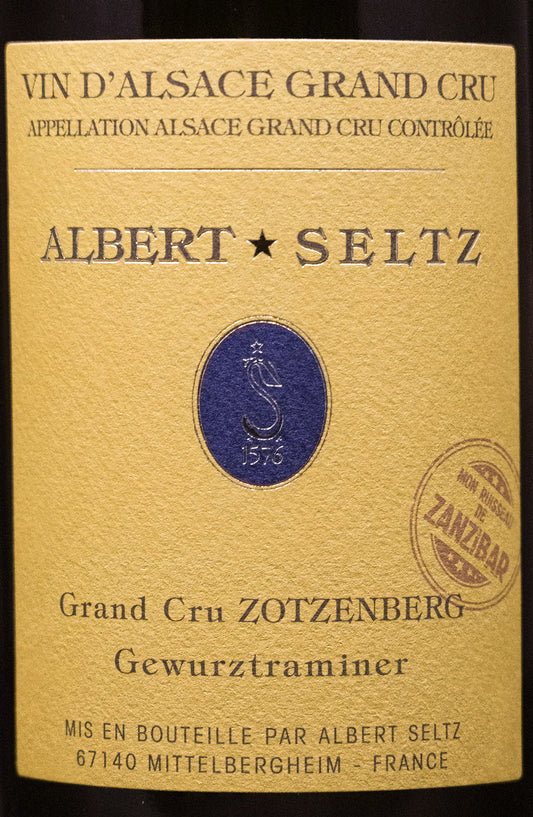 VIN D'ALSACE GRAND CRU
APPELLATION ALSACE GRAND CRU CONTRÔLÉE
ALBERT ★ SELTZ
S
1576
MON RUISSEAU
DE
ZANZIBAR
Grand Cru ZOTZENBERG
Gewurztraminer
MIS EN BOUTEILLE PAR ALBERT SELTZ
67140 MITTELBERGHEIM - FRANCE